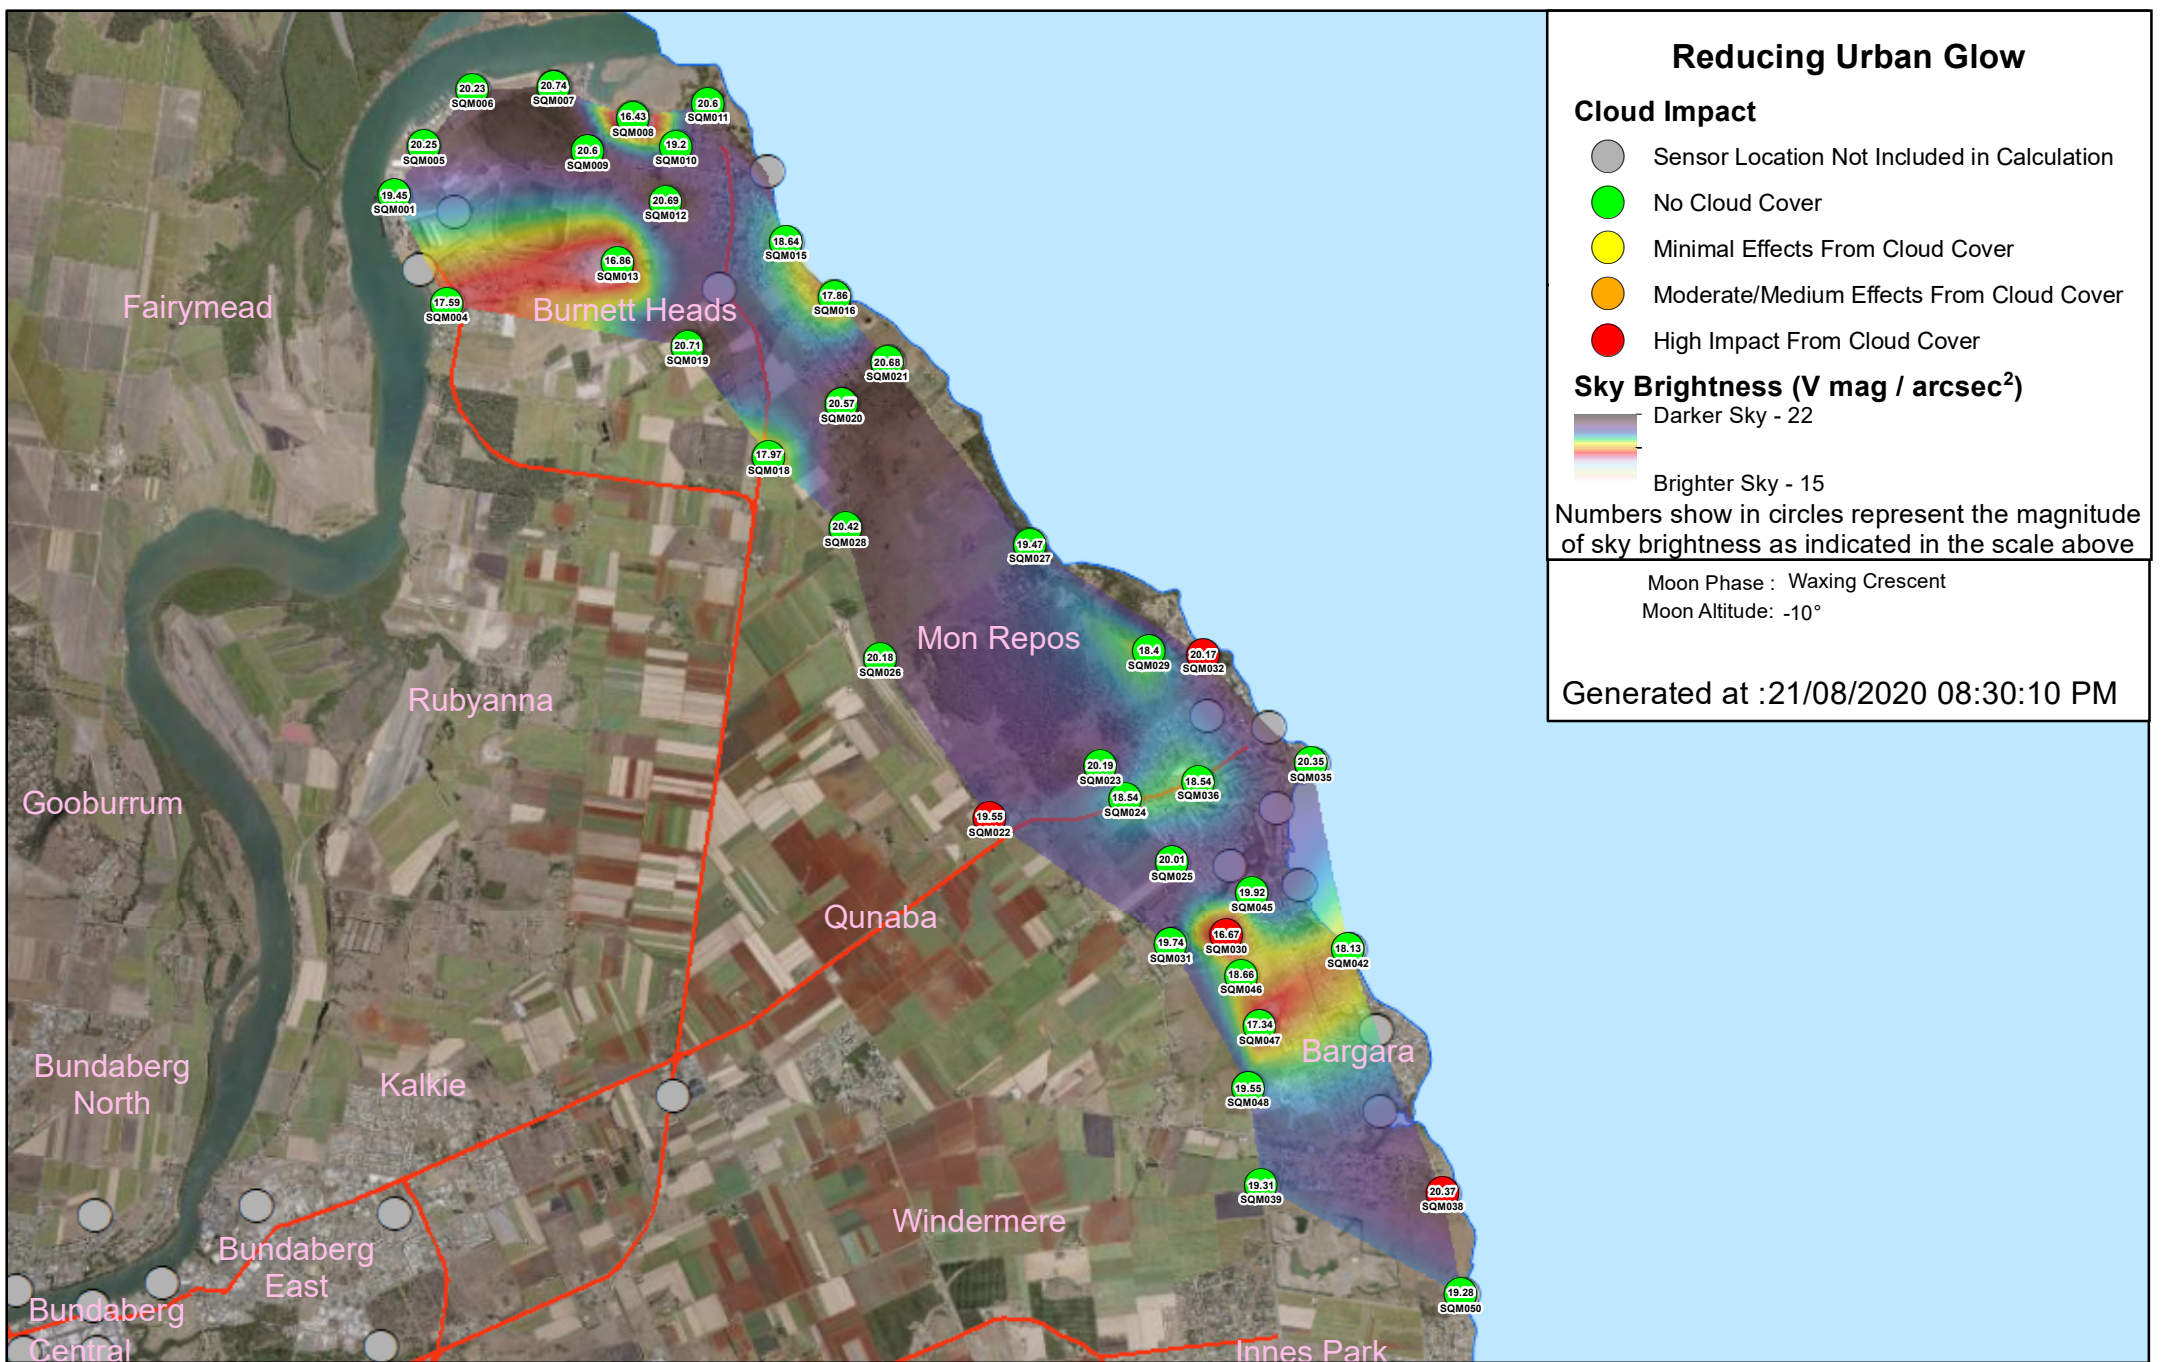 Reducing Urban Glow
Cloud Impact
Sensor Location Not Included in Calculation
No Cloud Cover
Minimal Effects From Cloud Cover
Moderate/Medium Effects From Cloud Cover
High Impact From Cloud Cover
Sky Brightness (V mag / arcsec²)
Darker Sky - 22
Brighter Sky - 15
Numbers show in circles represent the magnitude
of sky brightness as indicated in the scale above
Moon Phase : Waxing Crescent
Moon Altitude: -10°
Generated at :21/08/2020 08:30:10 PM
20.23
SQM006
20.74
SQM007
16.43
SQM008
20.6
SQM011
20.25
SQM005
20.6
SQM009
19.2
SQM010
19.45
SQM001
20.69
SQM012
18.64
SQM015
16.86
SQM013
17.59
SQM004
17.86
SQM016
Fairymead
Burnett Heads
20.71
SQM019
20.68
SQM021
20.57
SQM020
17.97
SQM018
20.42
SQM028
19.47
SQM027
Mon Repos
18.4
SQM029
20.17
SQM032
20.18
SQM026
Rubyanna
20.19
SQM023
18.54
SQM024
18.54
SQM036
20.35
SQM035
Gooburrum
19.55
SQM022
20.01
SQM025
19.92
SQM045
Qunaba
19.74
SQM031
16.67
SQM030
18.13
SQM042
18.66
SQM046
17.34
SQM047
Bargara
Bundaberg
North
Kalkie
19.55
SQM048
19.31
SQM039
20.37
SQM038
Windermere
Bundaberg
East
19.28
SQM050
Bundaberg
Central
Innes Park